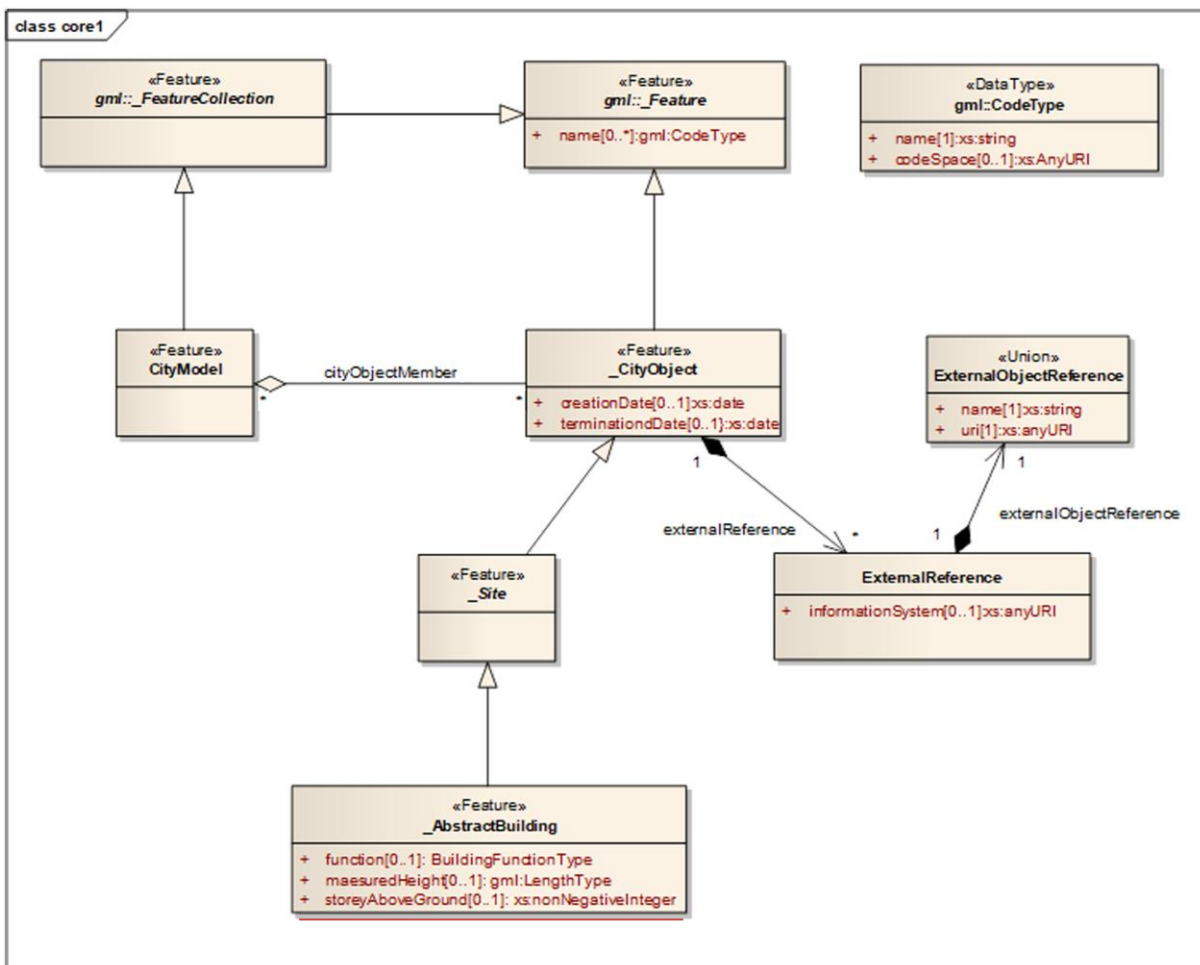 class core1
«Feature»
gml::_FeatureCollection
«Feature»
gml::_Feature
+ name[0..*]:gml:CodeType
«DataType»
gml::CodeType
+ name[1]:xs:string
+ codeSpace[0..1]:xs:AnyURI
«Feature»
CityModel
cityObjectMember
*
*
«Feature»
_CityObject
+ creationDate[0..1]:xs:date
+ terminationdDate[0..1}:xs:date
«Union»
ExternalObjectReference
+ name[1]:xs:string
+ uri[1]:xs:anyURI
1
1
externalObjectReference
externalReference
*
1
«Feature»
_Site
ExternalReference
+ informationSystem[0..1]:xs:anyURI
«Feature»
_AbstractBuilding
+ function[0..1]: BuildingFunctionType
+ maesuredHeight[0..1]: gml:LengthType
+ storeyAboveGround[0..1]: xs:nonNegativeInteger